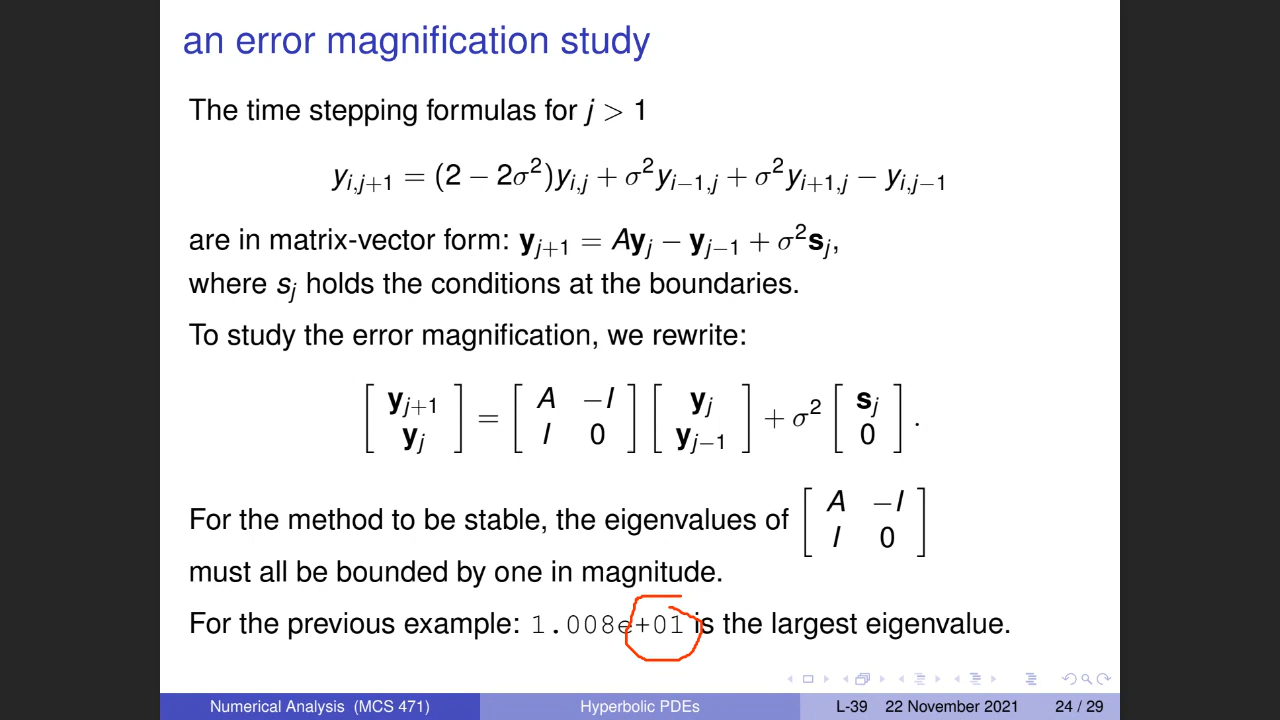 an error magnification study
The time stepping formulas for j > 1
y_{i,j+1} = (2 − 2σ²)y_{i,j} + σ²y_{i−1,j} + σ²y_{i+1,j} − y_{i,j−1}
are in matrix-vector form: y_{j+1} = Ay_j − y_{j−1} + σ²s_j,
where s_j holds the conditions at the boundaries.
To study the error magnification, we rewrite:
[ y_{j+1} ] = [ A −I ] [ y_j ] + σ² [ s_j ]
[ y_j ] [ I 0 ] [ y_{j−1} ] [ 0 ] .
For the method to be stable, the eigenvalues of [ A −I ]
[ I 0 ]
must all be bounded by one in magnitude.
For the previous example: 1.008e+01 is the largest eigenvalue.
Numerical Analysis (MCS 471) Hyperbolic PDEs L-39 22 November 2021 24 / 29